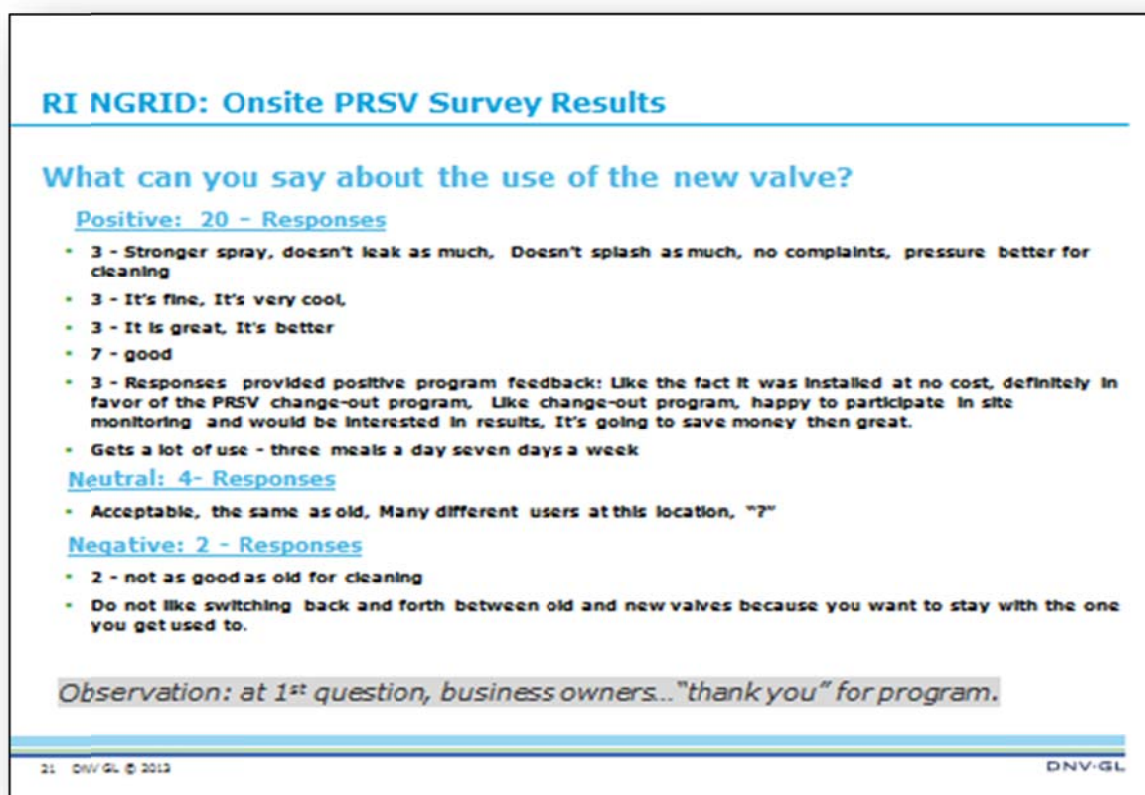 RI NGRID: Onsite PRSV Survey Results
What can you say about the use of the new valve?
Positive: 20 - Responses
• 3 - Stronger spray, doesn't leak as much, Doesn't splash as much, no complaints, pressure better for
cleaning
• 3 - It's fine, It's very cool,
• 3 - It is great, It's better
• 7 - good
• 3 - Responses provided positive program feedback: Like the fact it was installed at no cost, definitely in
favor of the PRSV change-out program, Like change-out program, happy to participate in site
monitoring and would be interested in results, It's going to save money then great.
• Gets a lot of use - three meals a day seven days a week
Neutral: 4- Responses
• Acceptable, the same as old, Many different users at this location, "?"
Negative: 2 - Responses
• 2 - not as good as old for cleaning
• Do not like switching back and forth between old and new valves because you want to stay with the one
you get used to.
Observation: at 1st question, business owners…"thank you" for program.
21 DNV GL © 2013
DNV·GL